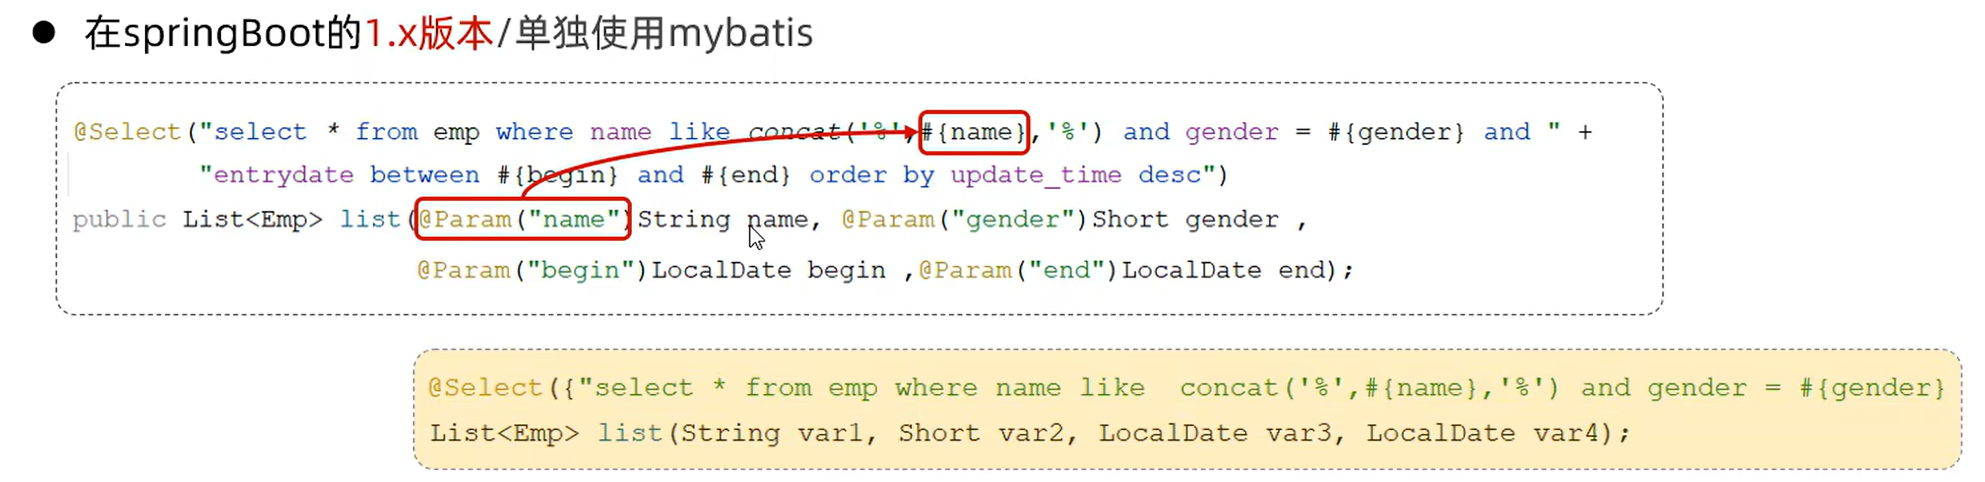 在springBoot的1.x版本/单独使用mybatis
@Select("select * from emp where name like concat('%',#{name},'%') and gender = #{gender} and " +
"entrydate between #{begin} and #{end} order by update_time desc")
public List<Emp> list(@Param("name")String name, @Param("gender")Short gender ,
@Param("begin")LocalDate begin ,@Param("end")LocalDate end);
@Select({"select * from emp where name like  concat('%',#{name},'%') and gender = #{gender}
List<Emp> list(String var1, Short var2, LocalDate var3, LocalDate var4);